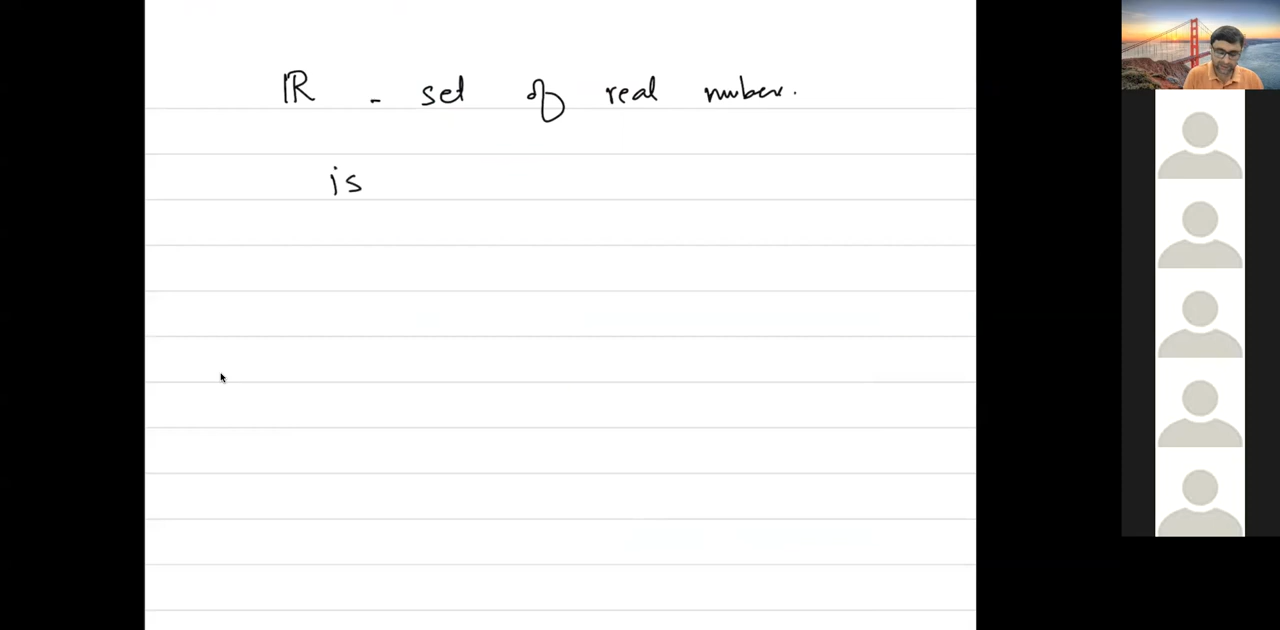 ℝ - set of real number.
is